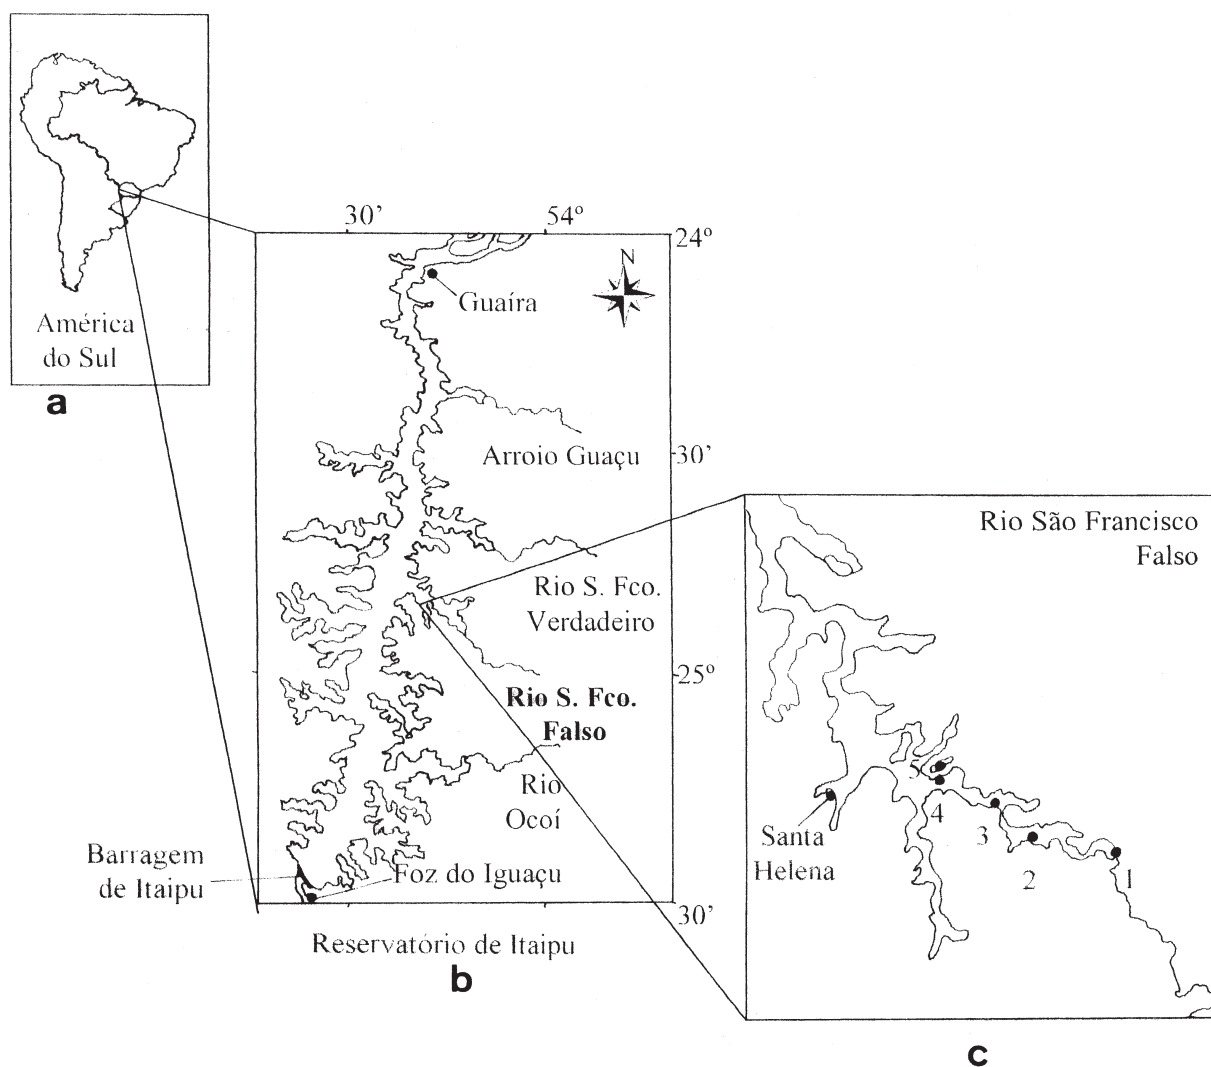 América
do Sul
a
30’
54º
24º
N
Guaíra
Arroio Guaçu
30’
Rio S. Fco.
Verdadeiro
25º
Rio S. Fco.
Falso
Rio
Ocoí
Barragem
de Itaipu
Foz do Iguaçu
30’
Reservatório de Itaipu
b
Rio São Francisco
Falso
5
4
3
2
1
Santa
Helena
c